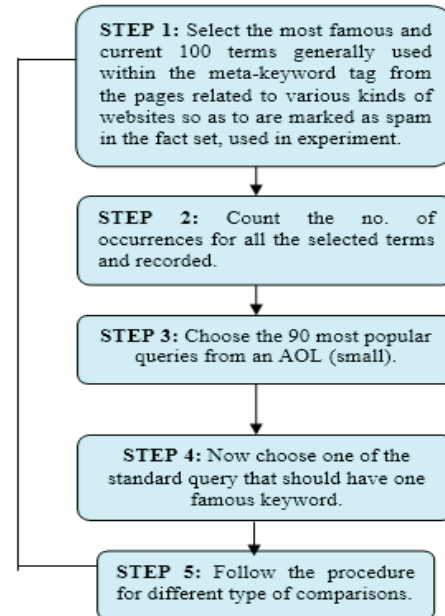 STEP 1: Select the most famous and
current 100 terms generally used
within the meta-keyword tag from
the pages related to various kinds of
websites so as to are marked as spam
in the fact set, used in experiment.
STEP 2: Count the no. of
occurrences for all the selected terms
and recorded.
STEP 3: Choose the 90 most popular
queries from an AOL (small).
STEP 4: Now choose one of the
standard query that should have one
famous keyword.
STEP 5: Follow the procedure
for different type of comparisons.